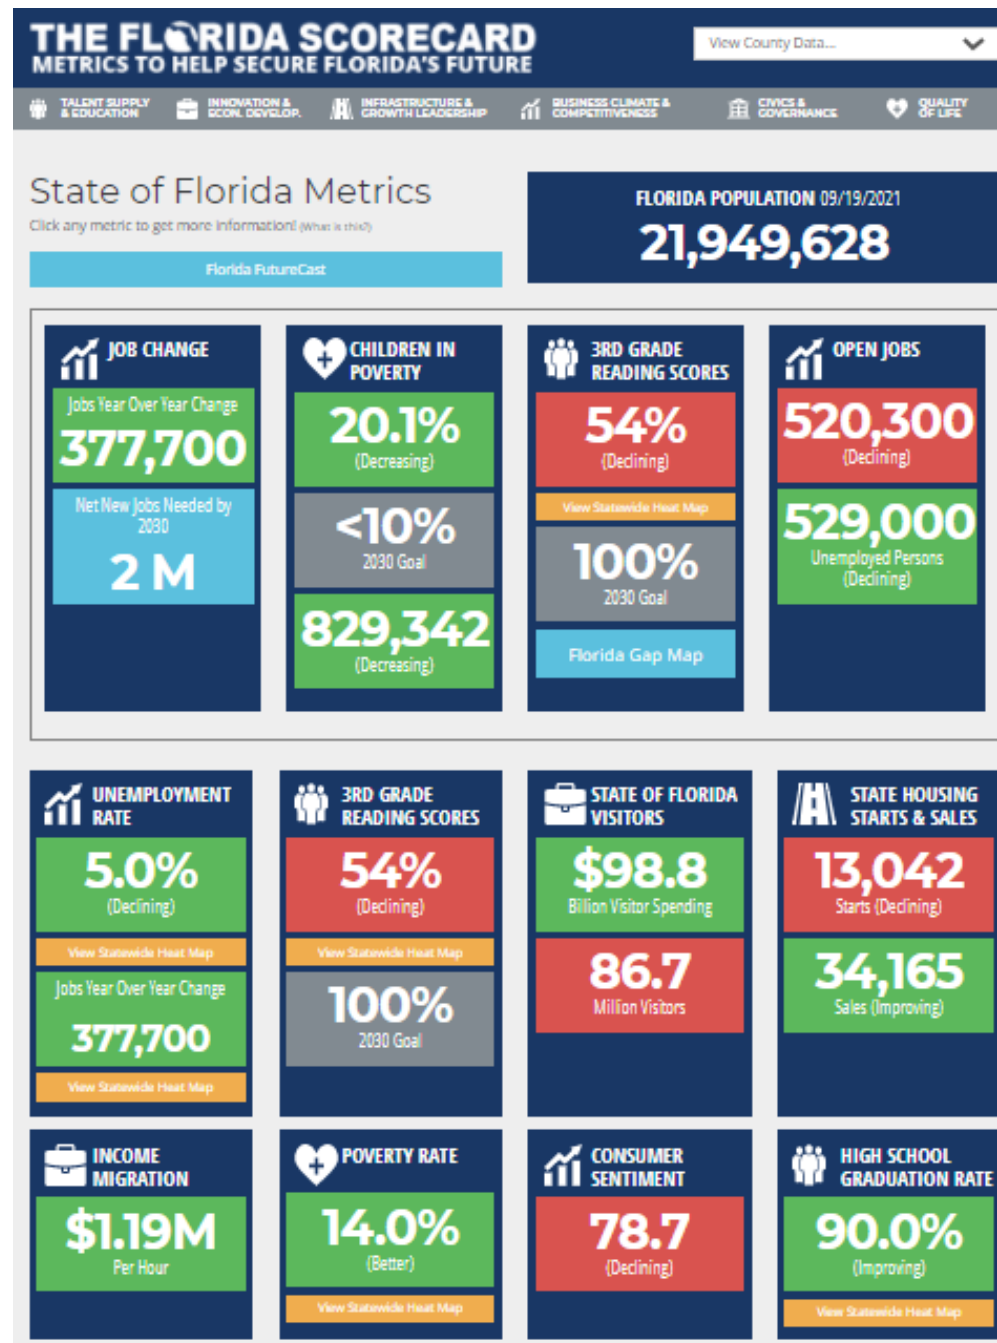 THE FLORIDA SCORECARD
METRICS TO HELP SECURE FLORIDA'S FUTURE
View County Data...
TALENT SUPPLY
& EDUCATION
INNOVATION &
ECON. DEVELOP.
INFRASTRUCTURE &
GROWTH LEADERSHIP
BUSINESS CLIMATE &
COMPETITIVENESS
CIVICS &
GOVERNANCE
QUALITY
OF LIFE
State of Florida Metrics
Click any metric to get more information! (What is this?)
Florida FutureCast
FLORIDA POPULATION 09/19/2021
21,949,628
JOB CHANGE
Jobs Year Over Year Change
377,700
Net New Jobs Needed by
2030
2 M
CHILDREN IN
POVERTY
20.1%
(Decreasing)
<10%
2030 Goal
829,342
(Decreasing)
3RD GRADE
READING SCORES
54%
(Declining)
View Statewide Heat Map
100%
2030 Goal
Florida Gap Map
OPEN JOBS
520,300
(Declining)
529,000
Unemployed Persons
(Declining)
UNEMPLOYMENT
RATE
5.0%
(Declining)
View Statewide Heat Map
Jobs Year Over Year Change
377,700
View Statewide Heat Map
3RD GRADE
READING SCORES
54%
(Declining)
View Statewide Heat Map
100%
2030 Goal
STATE OF FLORIDA
VISITORS
$98.8
Billion Visitor Spending
86.7
Million Visitors
STATE HOUSING
STARTS & SALES
13,042
Starts (Declining)
34,165
Sales (Improving)
INCOME
MIGRATION
$1.19M
Per Hour
POVERTY RATE
14.0%
(Better)
View Statewide Heat Map
CONSUMER
SENTIMENT
78.7
(Declining)
HIGH SCHOOL
GRADUATION RATE
90.0%
(Improving)
View Statewide Heat Map